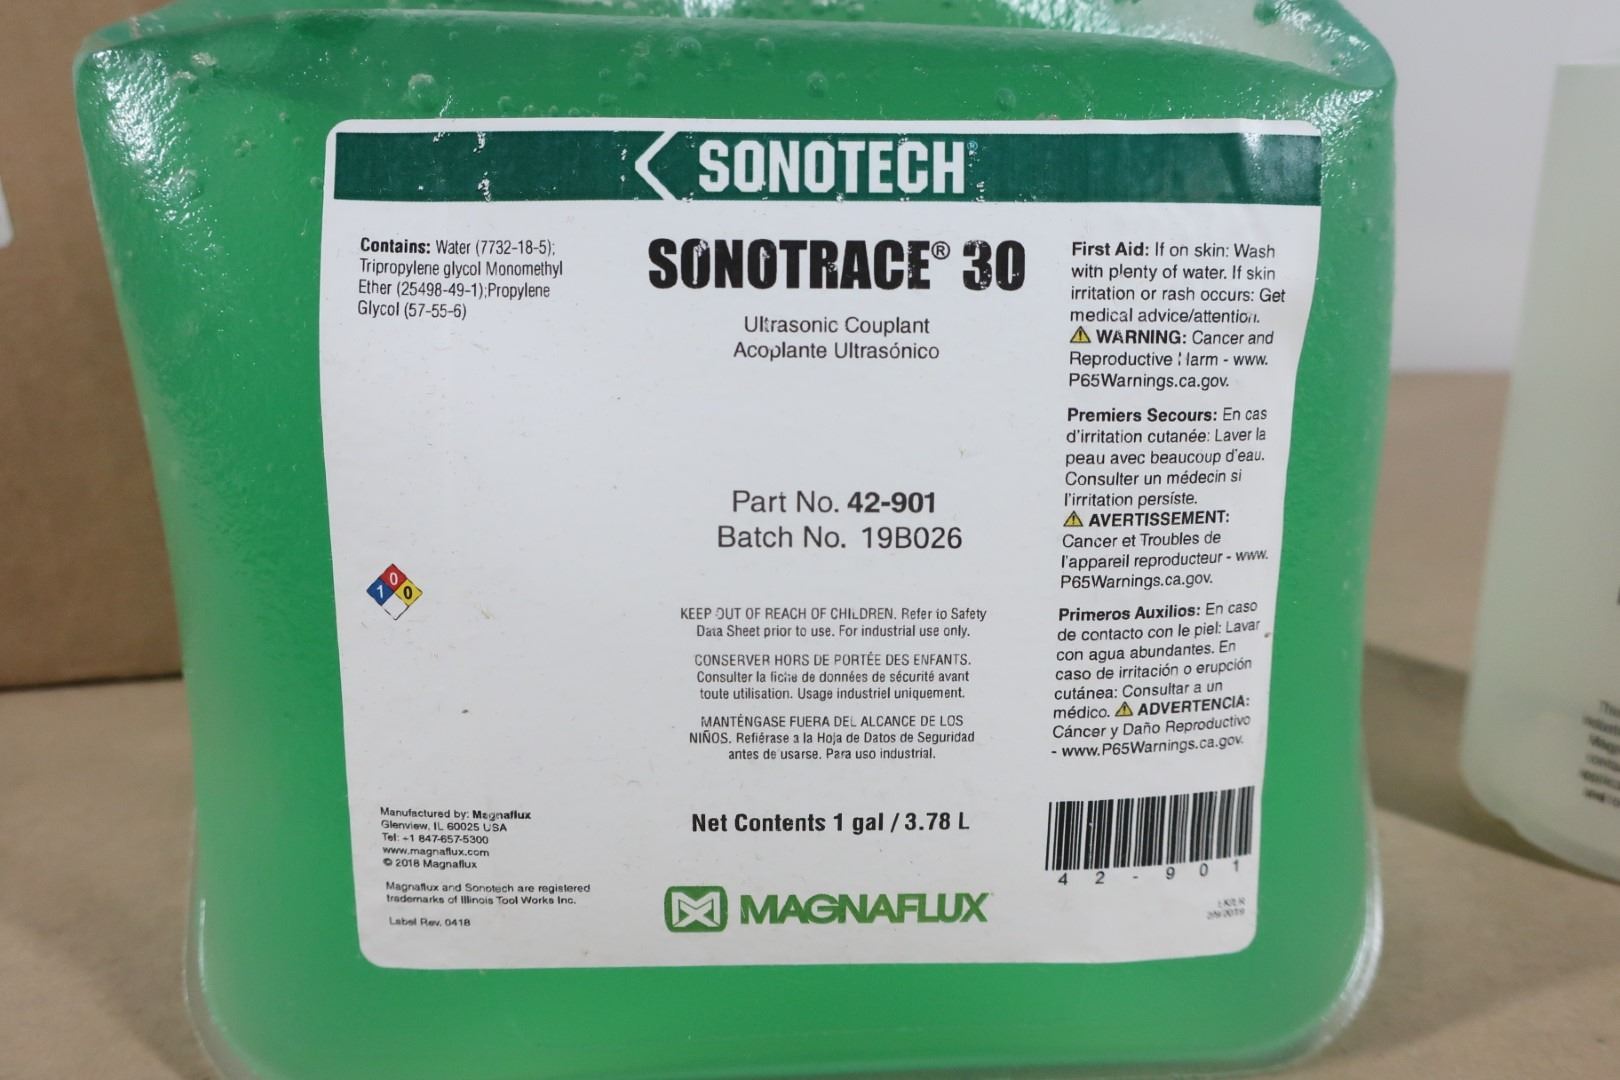 SONOTECH®
Contains: Water (7732-18-5);
Tripropylene glycol Monomethyl
Ether (25498-49-1);Propylene
Glycol (57-55-6)
SONOTRACE® 30
Ultrasonic Couplant
Acoplante Ultrasónico
Part No. 42-901
Batch No. 19B026
0
1 0
KEEP OUT OF REACH OF CHILDREN. Refer to Safety
Data Sheet prior to use. For industrial use only.
CONSERVER HORS DE PORTÉE DES ENFANTS.
Consulter la fiche de données de sécurité avant
toute utilisation. Usage industriel uniquement.
MANTÉNGASE FUERA DEL ALCANCE DE LOS
NIÑOS. Refiérase a la Hoja de Datos de Seguridad
antes de usarse. Para uso industrial.
Net Contents 1 gal / 3.78 L
MAGNAFLUX
Manufactured by: Magnaflux
Glenview, IL 60025 USA
Tel: +1 847-657-5300
www.magnaflux.com
© 2018 Magnaflux
Magnaflux and Sonotech are registered
trademarks of Illinois Tool Works Inc.
Label Rev. 0418
First Aid: If on skin: Wash
with plenty of water. If skin
irritation or rash occurs: Get
medical advice/attention.
⚠ WARNING: Cancer and
Reproductive Harm - www.
P65Warnings.ca.gov.
Premiers Secours: En cas
d'irritation cutanée: Laver la
peau avec beaucoup d'eau.
Consulter un médecin si
l'irritation persiste.
⚠ AVERTISSEMENT:
Cancer et Troubles de
l'appareil reproducteur - www.
P65Warnings.ca.gov.
Primeros Auxilios: En caso
de contacto con le piel: Lavar
con agua abundantes. En
caso de irritación o erupción
cutánea: Consultar a un
médico. ⚠ ADVERTENCIA:
Cáncer y Daño Reproductivo
- www.P65Warnings.ca.gov.
42-901